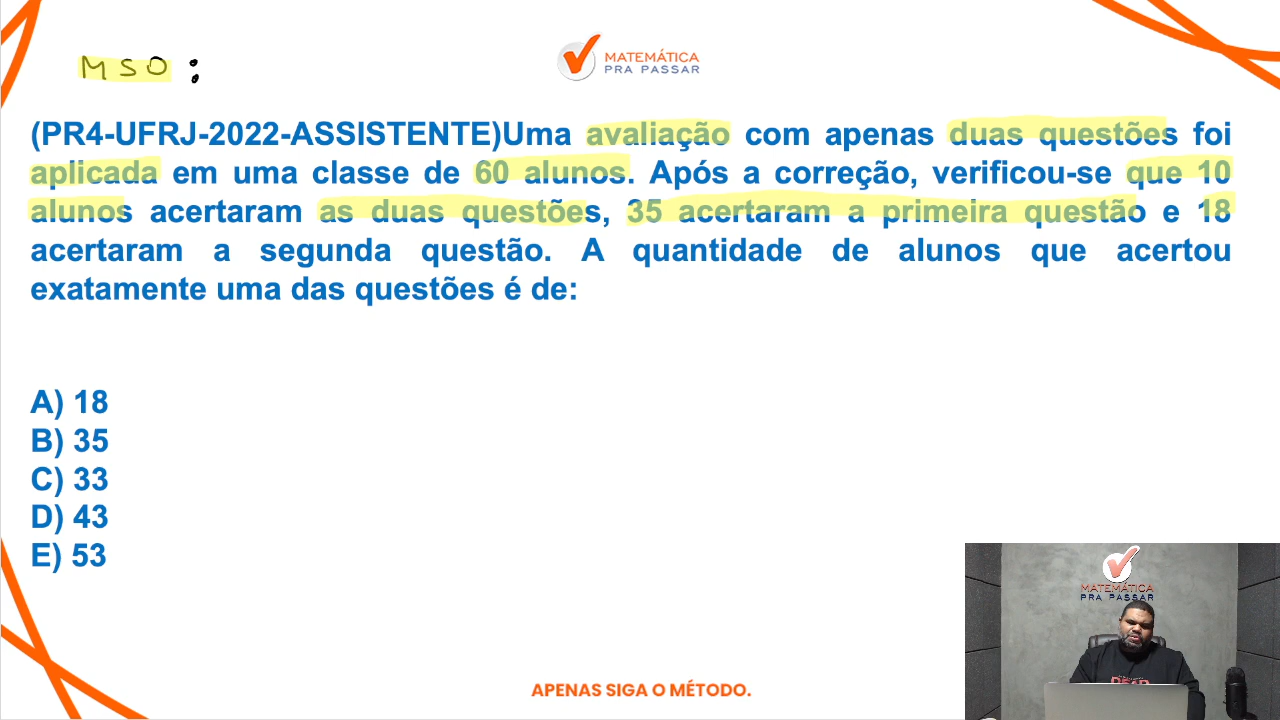 MSO:
MATEMÁTICA
PRA PASSAR
(PR4-UFRJ-2022-ASSISTENTE)Uma avaliação com apenas duas questões foi
aplicada em uma classe de 60 alunos. Após a correção, verificou-se que 10
alunos acertaram as duas questões, 35 acertaram a primeira questão e 18
acertaram a segunda questão. A quantidade de alunos que acertou
exatamente uma das questões é de:
A) 18
B) 35
C) 33
D) 43
E) 53
MATEMÁTICA
PRA PASSAR
APENAS SIGA O MÉTODO.